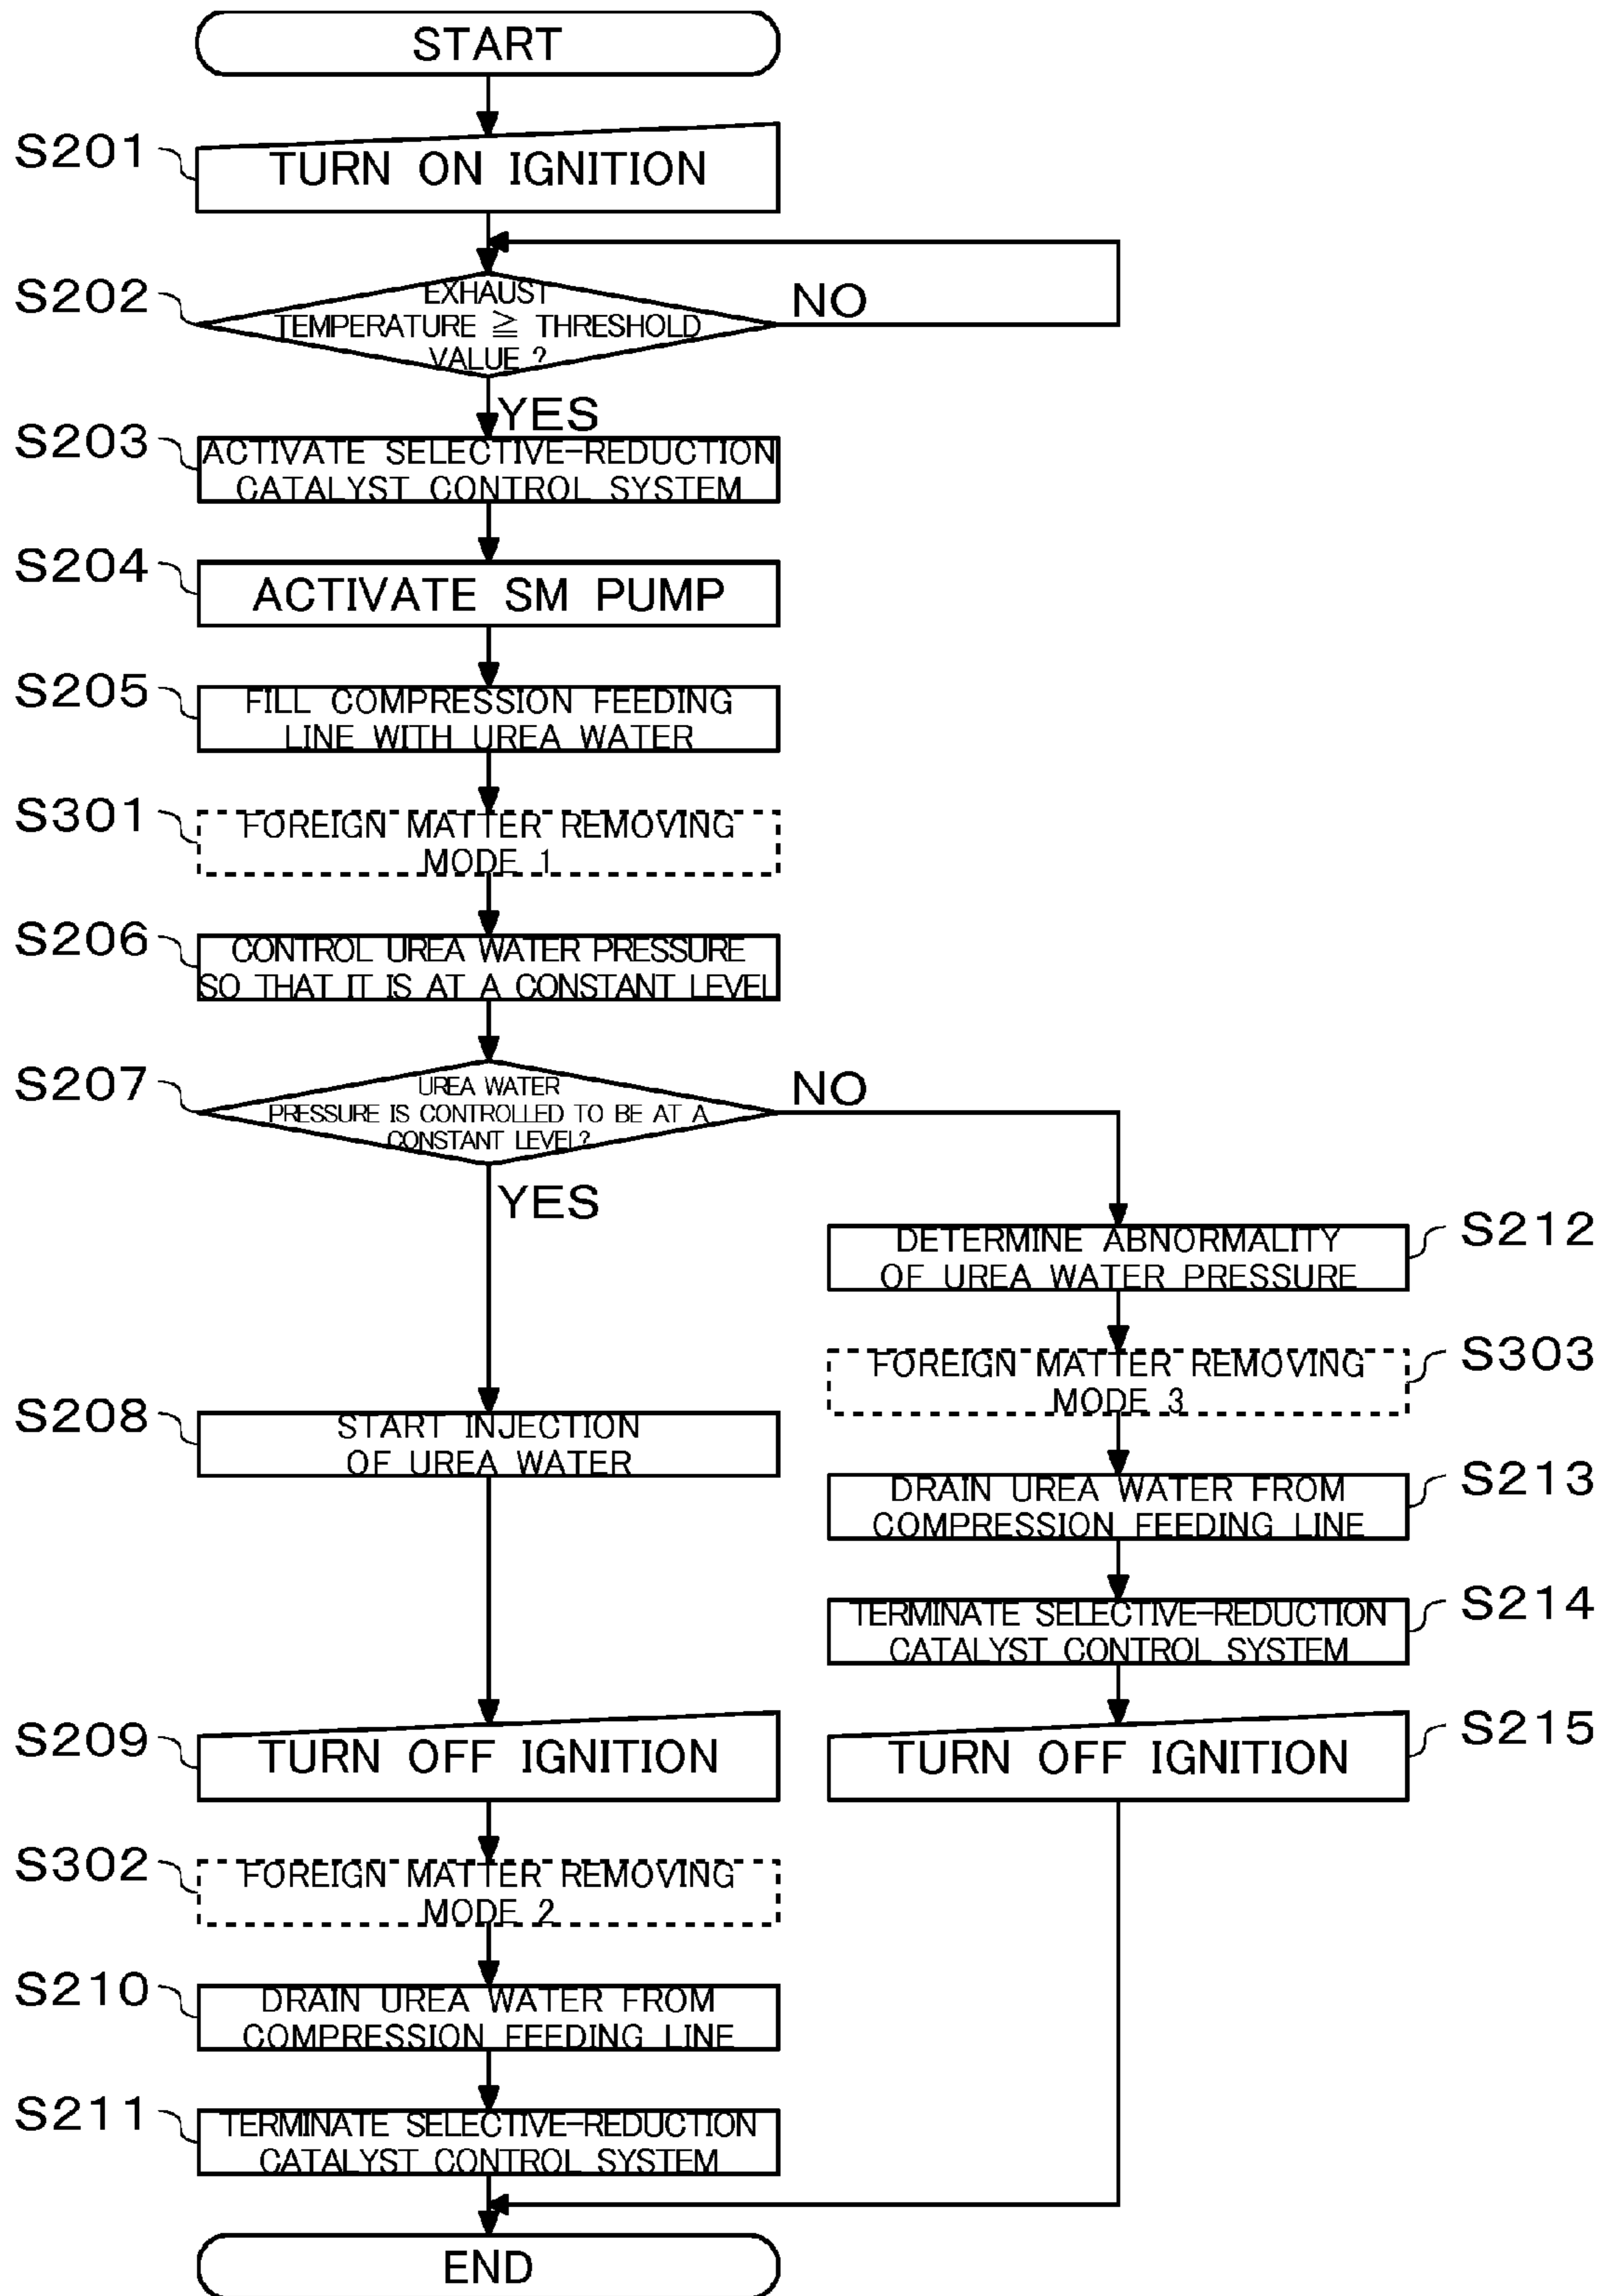 START
S201
TURN ON IGNITION
S202
EXHAUST
TEMPERATURE ≧ THRESHOLD
VALUE ?
NO
YES
S203
ACTIVATE SELECTIVE-REDUCTION
CATALYST CONTROL SYSTEM
S204
ACTIVATE SM PUMP
S205
FILL COMPRESSION FEEDING
LINE WITH UREA WATER
S301
FOREIGN MATTER REMOVING
MODE 1
S206
CONTROL UREA WATER PRESSURE
SO THAT IT IS AT A CONSTANT LEVEL
S207
UREA WATER
PRESSURE IS CONTROLLED TO BE AT A
CONSTANT LEVEL?
NO
YES
S212
DETERMINE ABNORMALITY
OF UREA WATER PRESSURE
S303
FOREIGN MATTER REMOVING
MODE 3
S208
START INJECTION
OF UREA WATER
S213
DRAIN UREA WATER FROM
COMPRESSION FEEDING LINE
S214
TERMINATE SELECTIVE-REDUCTION
CATALYST CONTROL SYSTEM
S209
TURN OFF IGNITION
S215
TURN OFF IGNITION
S302
FOREIGN MATTER REMOVING
MODE 2
S210
DRAIN UREA WATER FROM
COMPRESSION FEEDING LINE
S211
TERMINATE SELECTIVE-REDUCTION
CATALYST CONTROL SYSTEM
END